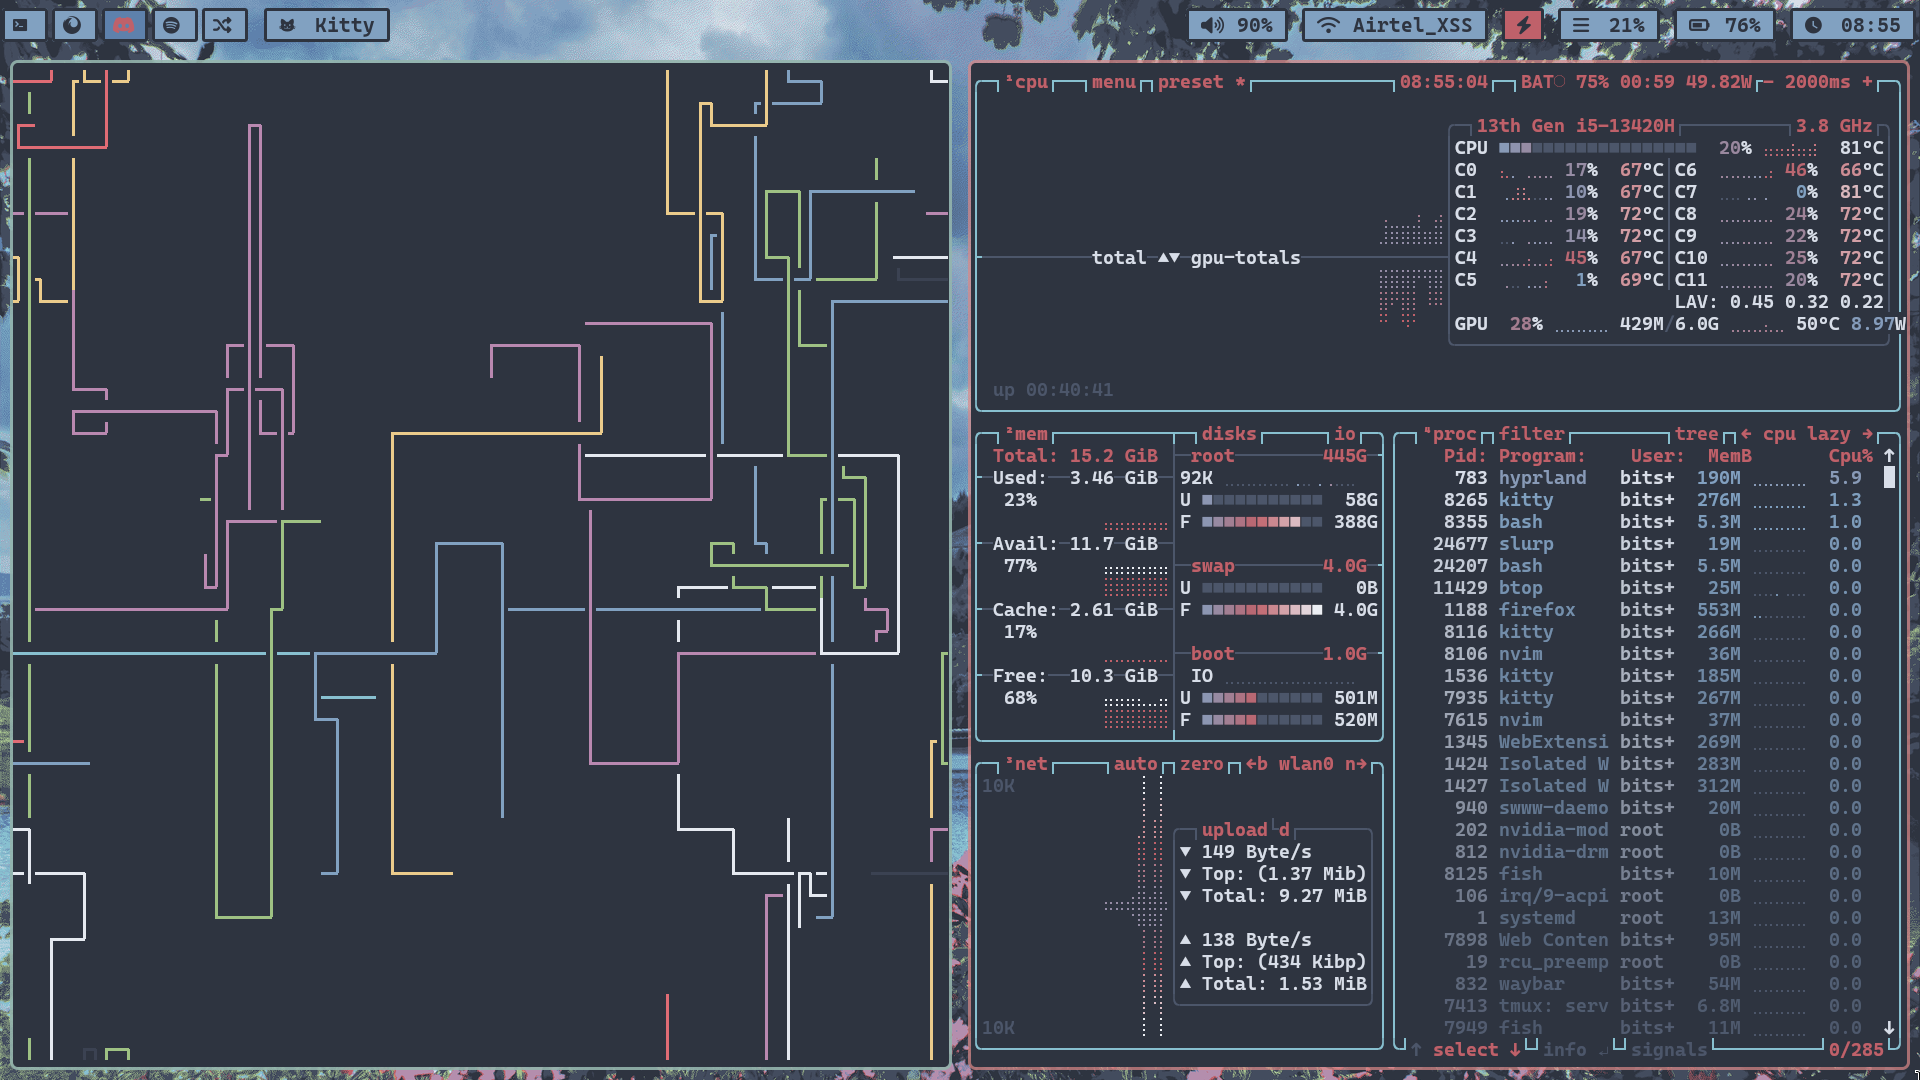 Kitty 90% Airtel_XSS 21% 76% 08:55
¹cpu menu preset * 08:55:04 BAT 75% 00:59 49.82W - 2000ms +
13th Gen i5-13420H 3.8 GHz
CPU 20% 81°C
C0 17% 67°C C6 46% 66°C
C1 10% 67°C C7 0% 81°C
C2 19% 72°C C8 24% 72°C
C3 14% 72°C C9 22% 72°C
total ▲▼ gpu-totals
C4 45% 67°C C10 25% 72°C
C5 1% 69°C C11 20% 72°C
LAV: 0.45 0.32 0.22
GPU 28% 429M/6.0G 50°C 8.97W
up 00:40:41
²mem disks io
Total: 15.2 GiB
Used: 3.46 GiB
23%
Avail: 11.7 GiB
77%
Cache: 2.61 GiB
17%
Free: 10.3 GiB
68%
root 445G
92K
U 58G
F 388G
swap 4.0G
U 0B
F 4.0G
boot 1.0G
IO
U 501M
F 520M
³net auto zero ←b wlan0 n→
10K
upload d
▼ 149 Byte/s
▼ Top: (1.37 Mib)
▼ Total: 9.27 MiB
▲ 138 Byte/s
▲ Top: (434 Kibp)
▲ Total: 1.53 MiB
10K
⁴proc filter tree ← cpu lazy →
Pid: Program: User: MemB Cpu% ↑
783 hyprland bits+ 190M 5.9
8265 kitty bits+ 276M 1.3
8355 bash bits+ 5.3M 1.0
24677 slurp bits+ 19M 0.0
24207 bash bits+ 5.5M 0.0
11429 btop bits+ 25M 0.0
1188 firefox bits+ 553M 0.0
8116 kitty bits+ 266M 0.0
8106 nvim bits+ 36M 0.0
1536 kitty bits+ 185M 0.0
7935 kitty bits+ 267M 0.0
7615 nvim bits+ 37M 0.0
1345 WebExtensi bits+ 269M 0.0
1424 Isolated W bits+ 283M 0.0
1427 Isolated W bits+ 312M 0.0
940 swww-daemo bits+ 20M 0.0
202 nvidia-mod root 0B 0.0
812 nvidia-drm root 0B 0.0
8125 fish bits+ 10M 0.0
106 irq/9-acpi root 0B 0.0
1 systemd root 13M 0.0
7898 Web Conten bits+ 95M 0.0
19 rcu_preemp root 0B 0.0
832 waybar bits+ 54M 0.0
7413 tmux: serv bits+ 6.8M 0.0
7949 fish bits+ 11M 0.0 ↓
↑ select ↓ info ↵ signals 0/285